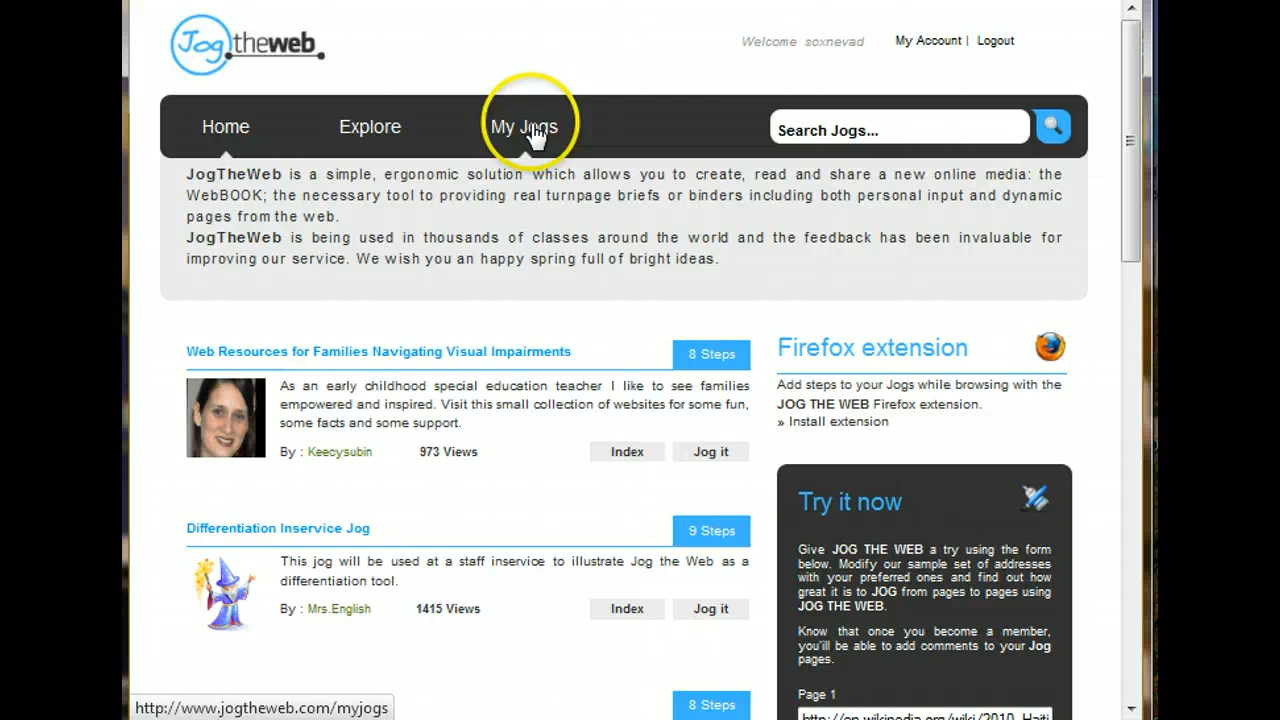 Jog theweb
Welcome soxnevad My Account | Logout
Home Explore My Jogs Search Jogs...
JogTheWeb is a simple, ergonomic solution which allows you to create, read and share a new online media: the
WebBOOK; the necessary tool to providing real turnpage briefs or binders including both personal input and dynamic
pages from the web.
JogTheWeb is being used in thousands of classes around the world and the feedback has been invaluable for
improving our service. We wish you an happy spring full of bright ideas.
Web Resources for Families Navigating Visual Impairments 8 Steps
As an early childhood special education teacher I like to see families
empowered and inspired. Visit this small collection of websites for some fun,
some facts and some support.
By : Keecysubin 973 Views Index Jog it
Differentiation Inservice Jog 9 Steps
This jog will be used at a staff inservice to illustrate Jog the Web as a
differentiation tool.
By : Mrs.English 1415 Views Index Jog it
8 Steps
Firefox extension
Add steps to your Jogs while browsing with the
JOG THE WEB Firefox extension.
» Install extension
Try it now
Give JOG THE WEB a try using the form
below. Modify our sample set of addresses
with your preferred ones and find out how
great it is to JOG from pages to pages using
JOG THE WEB.
Know that once you become a member,
you'ill be able to add comments to your Jog
pages.
Page 1
http://en.wikipedia.org/wiki/2010_Haiti
http://www.jogtheweb.com/myjogs